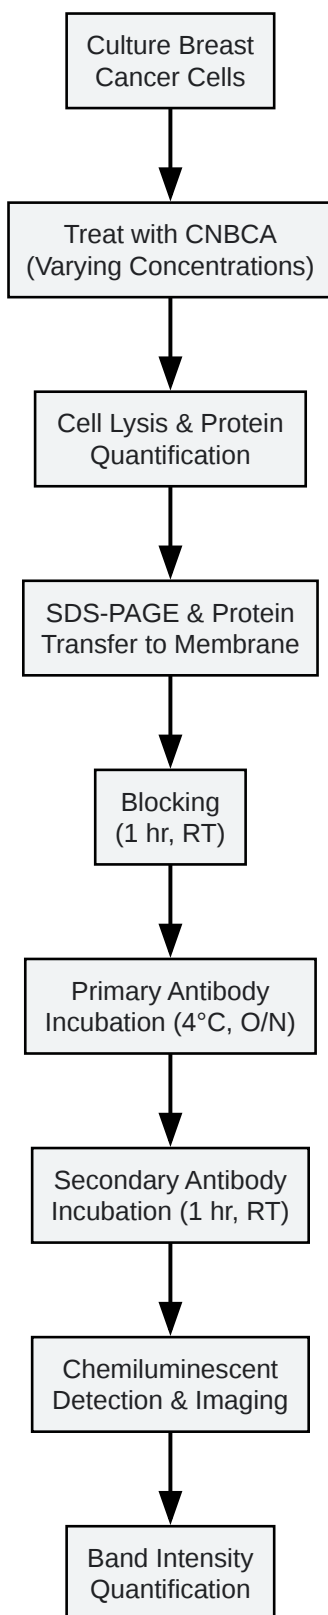 Culture Breast
Cancer Cells
Treat with CNBCA
(Varying Concentrations)
Cell Lysis & Protein
Quantification
SDS-PAGE & Protein
Transfer to Membrane
Blocking
(1 hr, RT)
Primary Antibody
Incubation (4°C, O/N)
Secondary Antibody
Incubation (1 hr, RT)
Chemiluminescent
Detection & Imaging
Band Intensity
Quantification